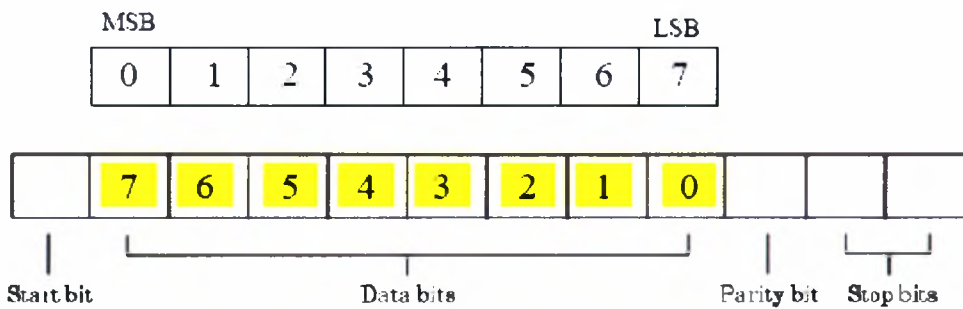 MSB LSB
0 1 2 3 4 5 6 7
7 6 5 4 3 2 1 0
Start bit Data bits Parity bit Stop bits